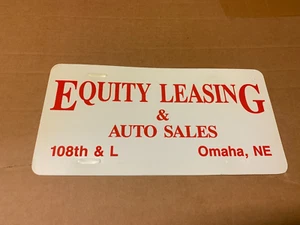 EQUITY LEASING
&
AUTO SALES
108th & L Omaha, NE